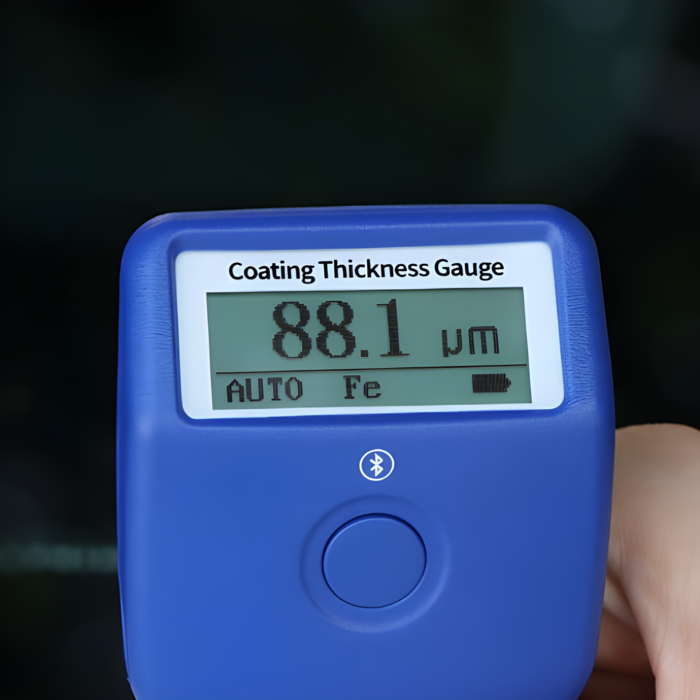 Coating Thickness Gauge
88.1 μm
AUTO Fe